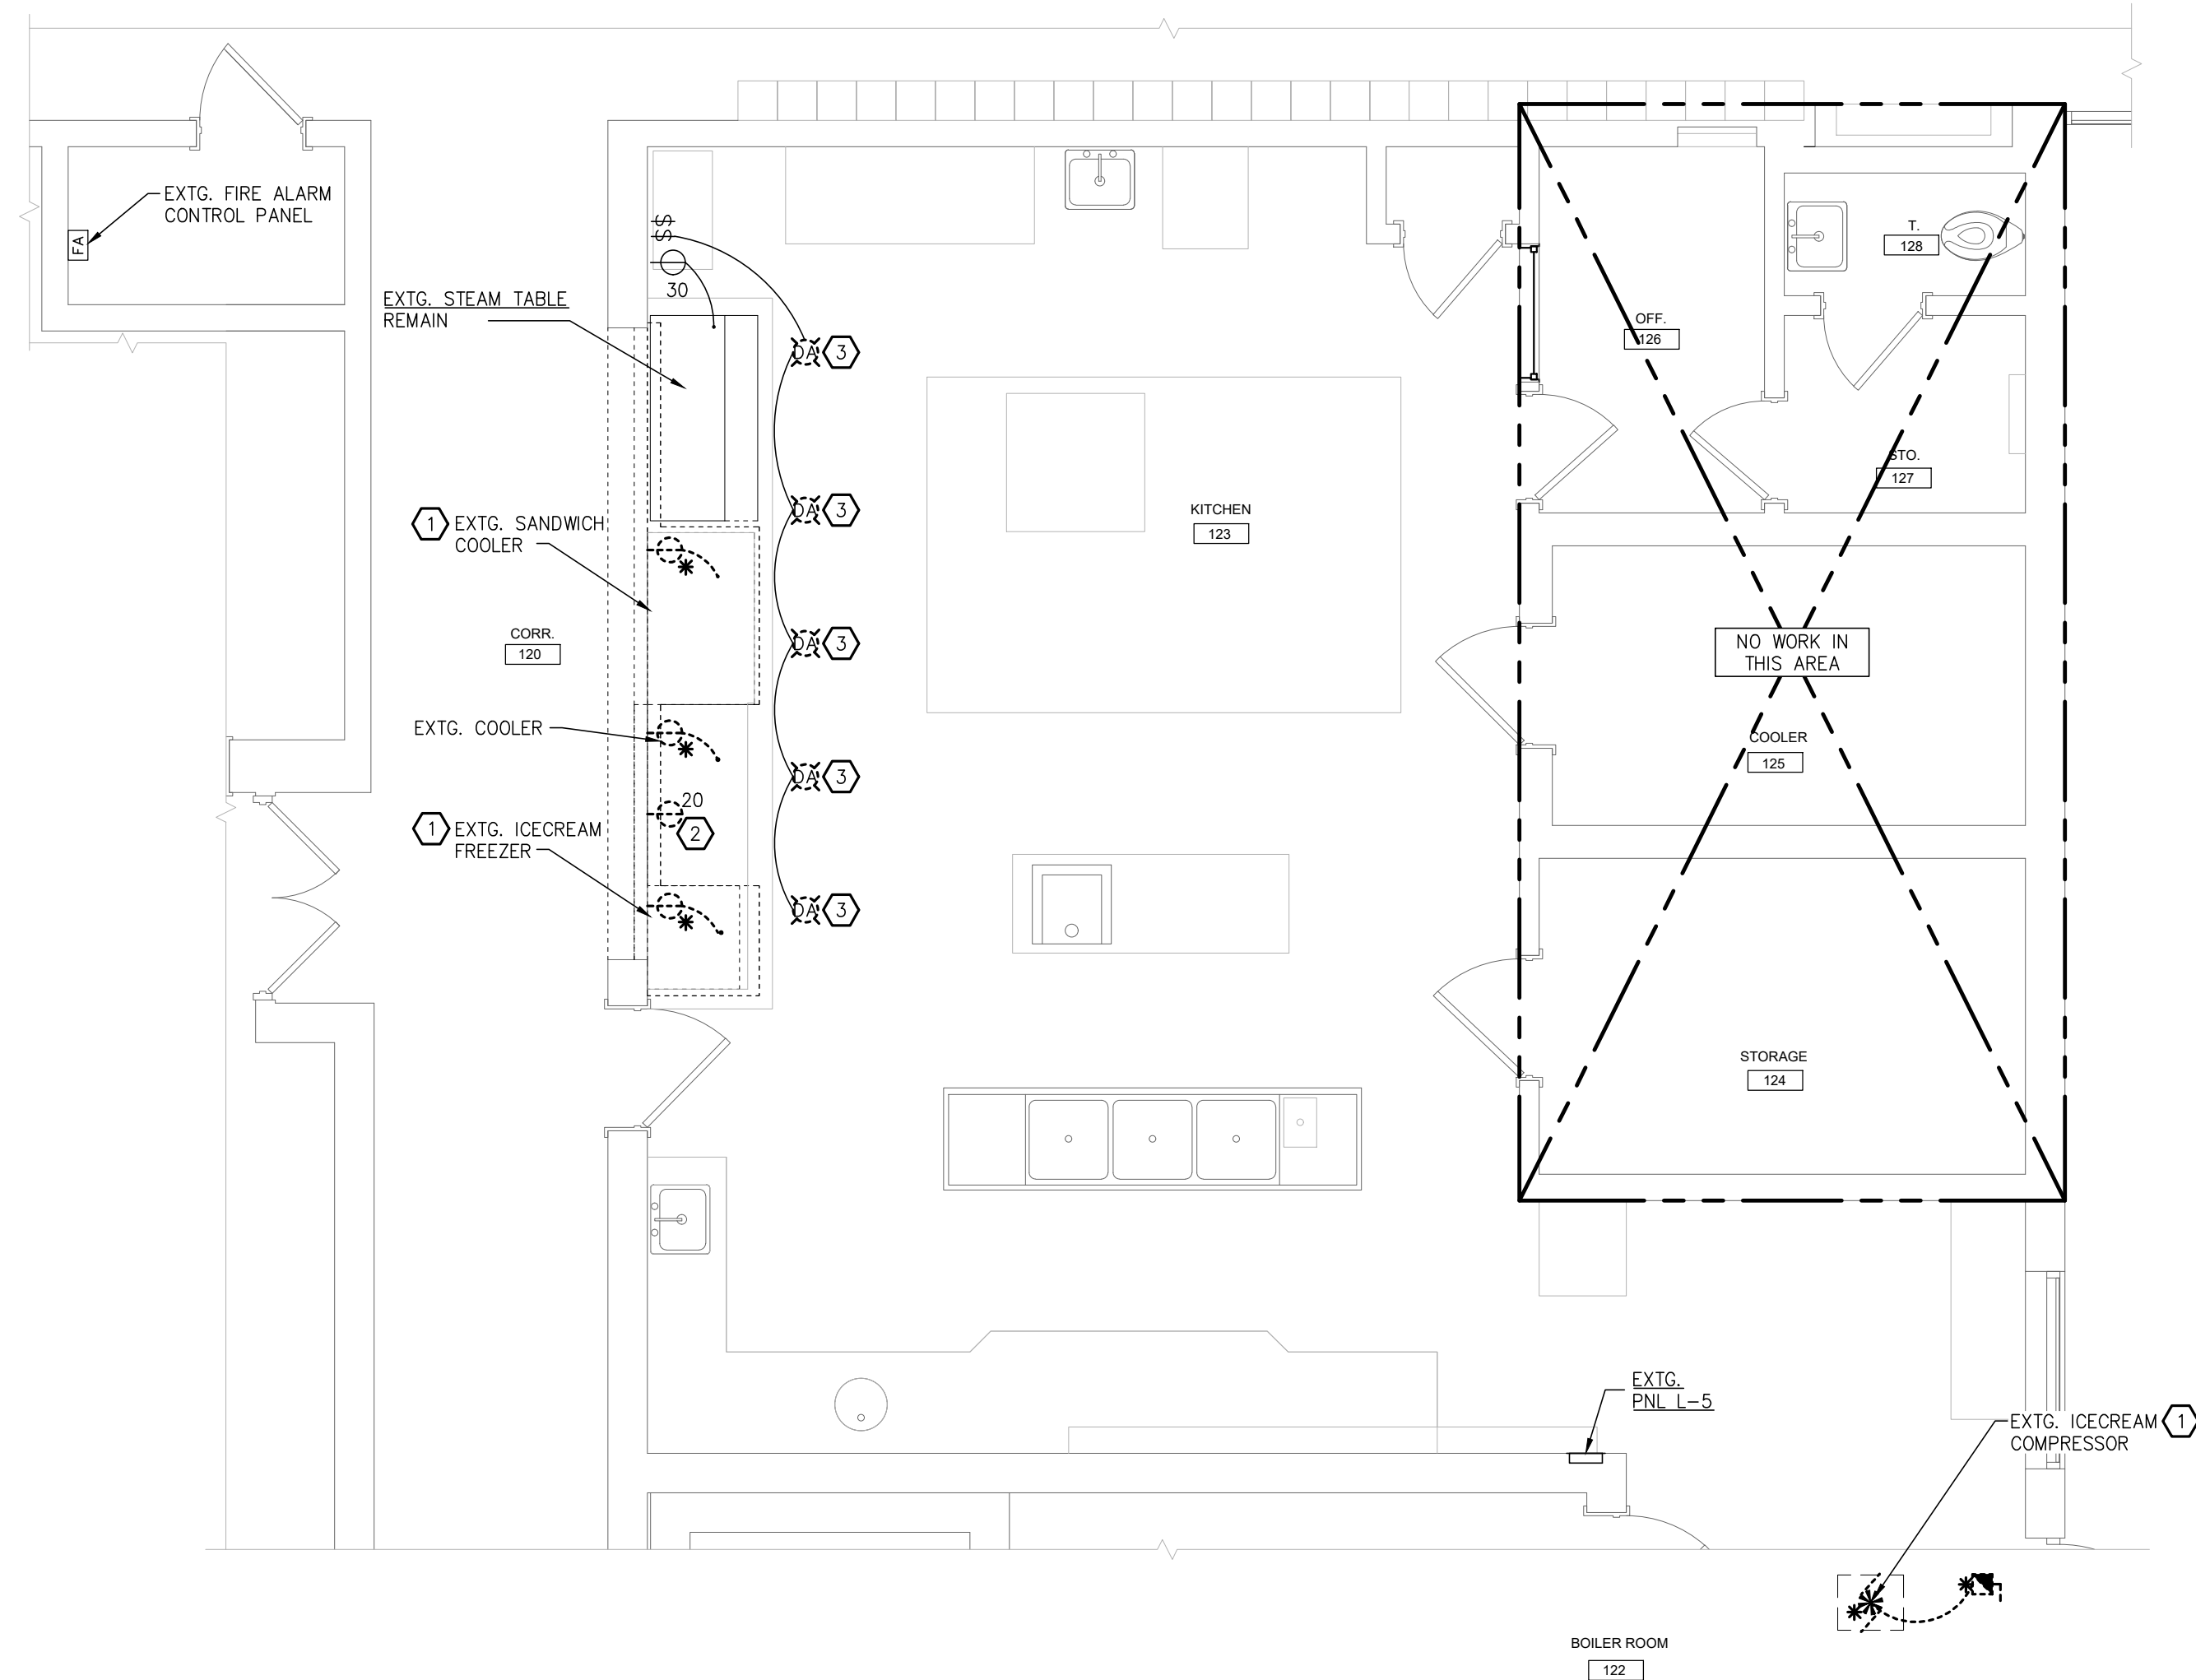 EXTG. FIRE ALARM
CONTROL PANEL
FA
SS
30
EXTG. STEAM TABLE
REMAIN
DA 3
T.
128
OFF.
126
STO.
127
KITCHEN
123
1 EXTG. SANDWICH
COOLER
DA 3
CORR.
120
DA 3
NO WORK IN
THIS AREA
EXTG. COOLER
COOLER
125
DA 3
20
2
1 EXTG. ICECREAM
FREEZER
DA 3
STORAGE
124
EXTG.
PNL L-5
EXTG. ICECREAM 1
COMPRESSOR
BOILER ROOM
122